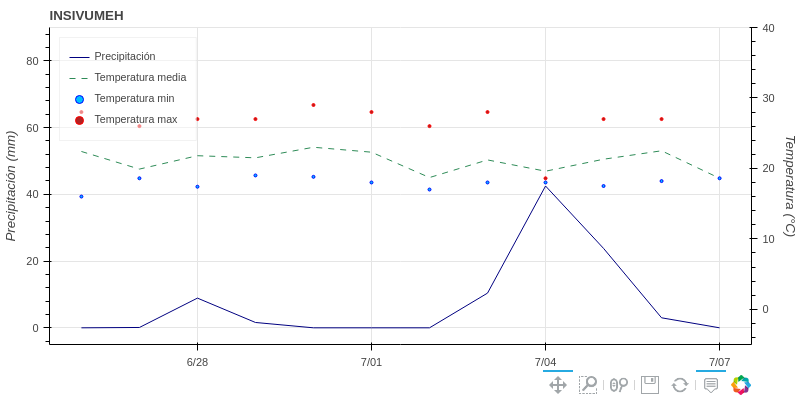 INSIVUMEH
Precipitación
Temperatura media
Temperatura min
Temperatura max
Precipitación (mm)
80
60
40
20
0
Temperatura (°C)
40
30
20
10
0
6/28
7/01
7/04
7/07